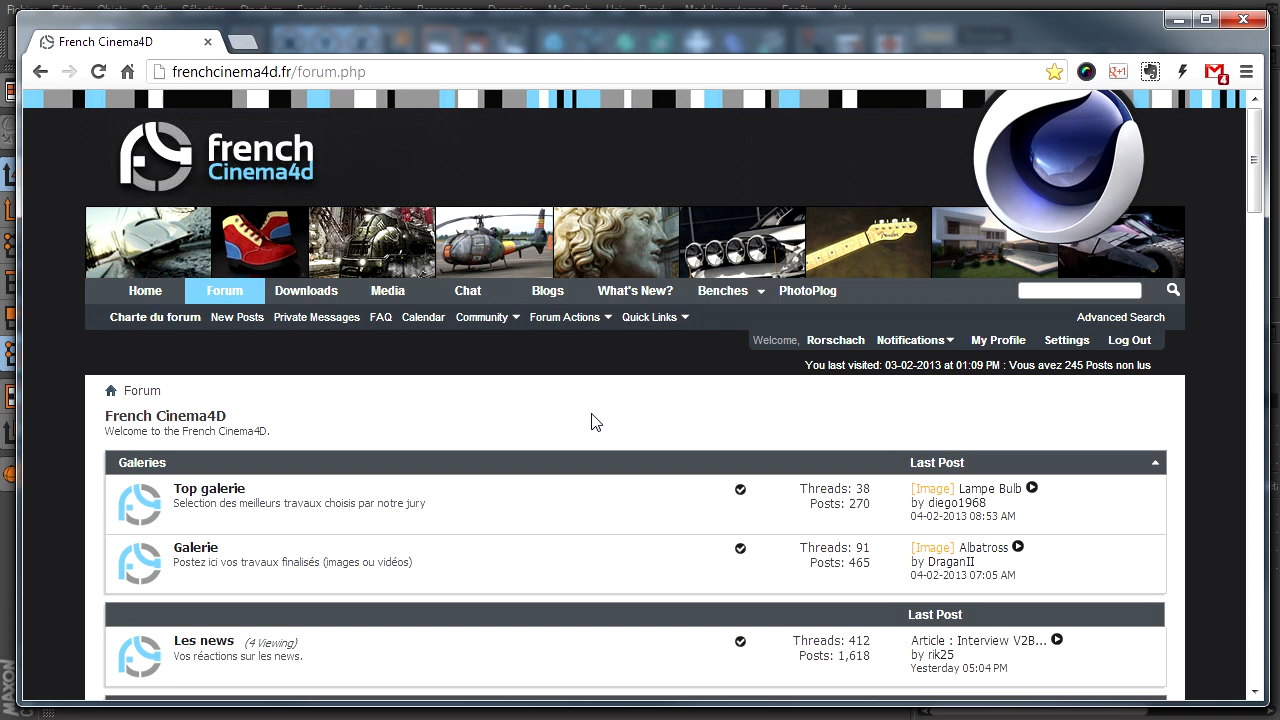 French Cinema4D
frenchcinema4d.fr/forum.php
4
french
Cinema4d
Home Forum Downloads Media Chat Blogs What's New? Benches PhotoPlog
Charte du forum New Posts Private Messages FAQ Calendar Community Forum Actions Quick Links Advanced Search
Welcome, Rorschach Notifications My Profile Settings Log Out
You last visited: 03-02-2013 at 01:09 PM : Vous avez 245 Posts non lus
Forum
French Cinema4D
Welcome to the French Cinema4D.
Galeries Last Post
Top galerie Threads: 38 [Image] Lampe Bulb
Selection des meilleurs travaux choisis par notre jury Posts: 270 by diego1968
04-02-2013 08:53 AM
Galerie Threads: 91 [Image] Albatross
Postez ici vos travaux finalisés (images ou vidéos) Posts: 465 by DraganII
04-02-2013 07:05 AM
Last Post
Les news (4 Viewing) Threads: 412 Article : Interview V2B...
Vos réactions sur les news. Posts: 1,618 by rik25
Yesterday 05:04 PM
MAXON